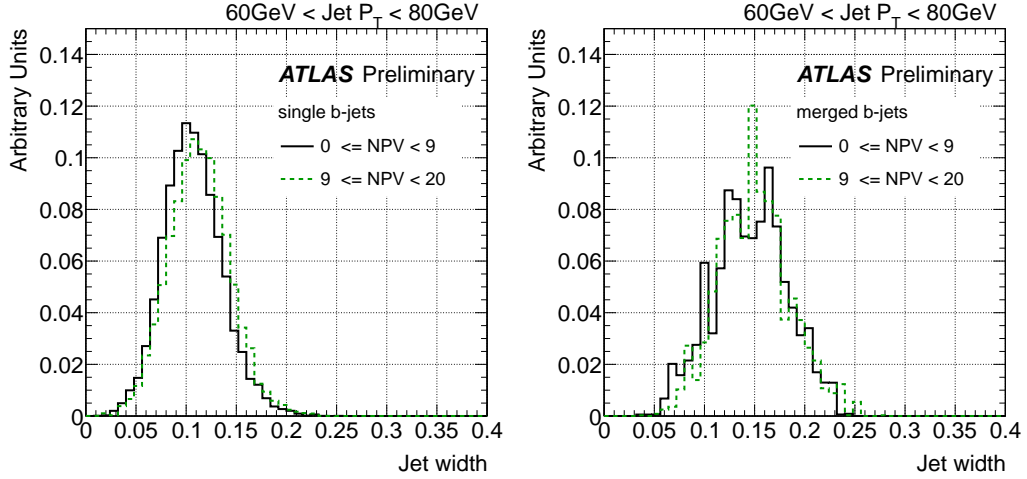 60GeV < Jet P_T < 80GeV
Arbitrary Units
0.14
0.12
0.1
0.08
0.06
0.04
0.02
0
ATLAS Preliminary
single b-jets
0 <= NPV < 9
9 <= NPV < 20
0 0.05 0.1 0.15 0.2 0.25 0.3 0.35 0.4
Jet width
60GeV < Jet P_T < 80GeV
Arbitrary Units
0.14
0.12
0.1
0.08
0.06
0.04
0.02
0
ATLAS Preliminary
merged b-jets
0 <= NPV < 9
9 <= NPV < 20
0 0.05 0.1 0.15 0.2 0.25 0.3 0.35 0.4
Jet width